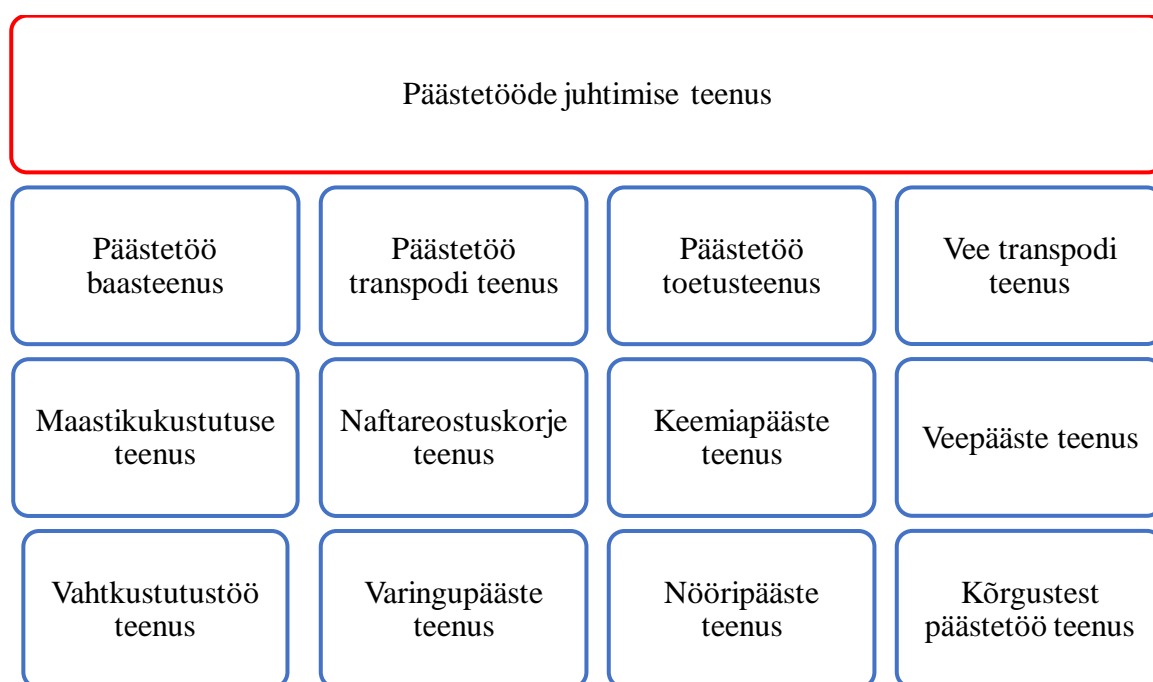 Päästetööde juhtimise teenus
Päästetöö
baasteenus
Päästetöö
transpodi teenus
Päästetöö
toetusteenus
Vee transpodi
teenus
Maastikukustutuse
teenus
Naftareostuskorje
teenus
Keemiapääste
teenus
Veepääste teenus
Vahtkustutustöö
teenus
Varingupääste
teenus
Nööripääste
teenus
Kõrgustest
päästetöö teenus